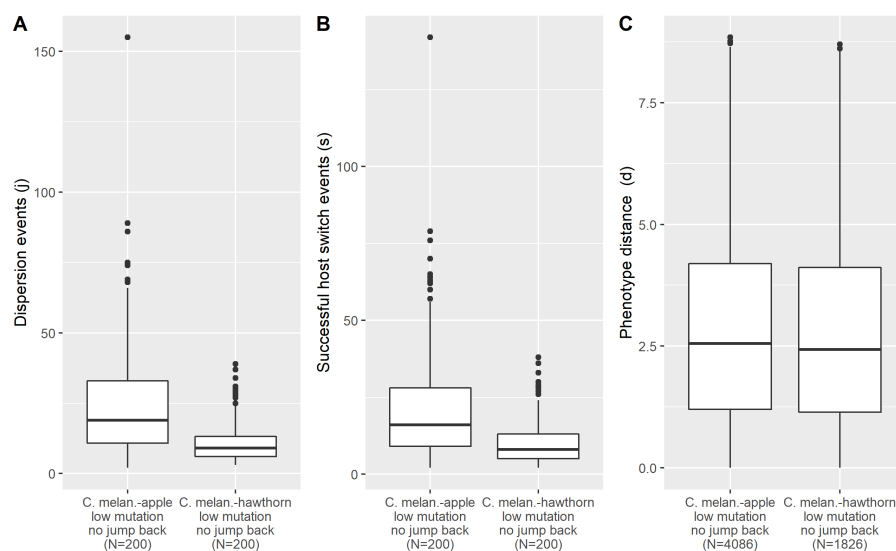 A
Dispersion events (j)
150
100
50
0
C. melan.-apple
low mutation
no jump back
(N=200)
C. melan.-hawthorn
low mutation
no jump back
(N=200)
B
Successful host switch events (s)
100
50
0
C. melan.-apple
low mutation
no jump back
(N=200)
C. melan.-hawthorn
low mutation
no jump back
(N=200)
C
Phenotype distance (d)
7.5
5.0
2.5
0.0
C. melan.-apple
low mutation
no jump back
(N=4086)
C. melan.-hawthorn
low mutation
no jump back
(N=1826)